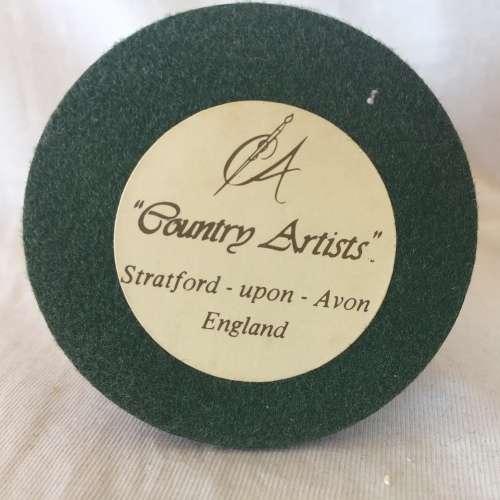 CA
"Country Artists".
Stratford - upon - Avon
England